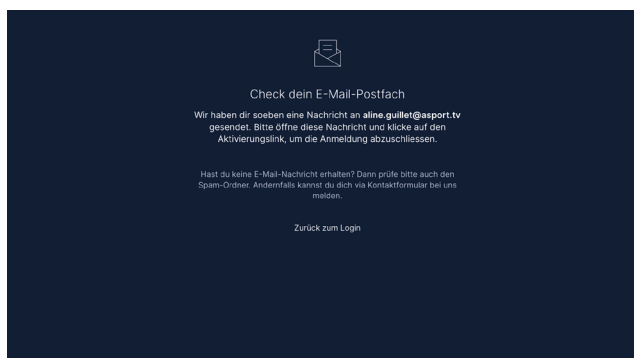 Check dein E-Mail-Postfach
Wir haben dir soeben eine Nachricht an aline.guillet@asport.tv
gesendet. Bitte öffne diese Nachricht und klicke auf den
Aktivierungslink, um die Anmeldung abzuschliessen.
Hast du keine E-Mail-Nachricht erhalten? Dann prüfe bitte auch den
Spam-Ordner. Andernfalls kannst du dich via Kontaktformular bei uns
melden.
Zurück zum Login